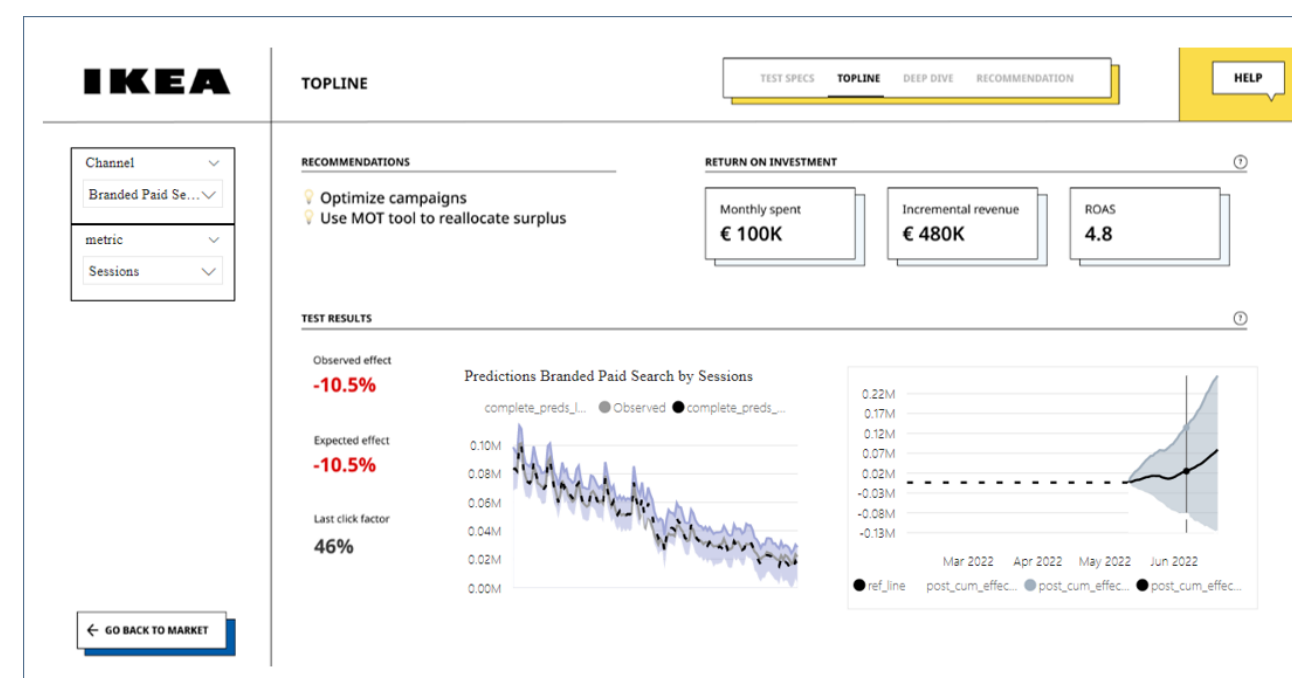 IKEA
TOPLINE
TEST SPECS TOPLINE DEEP DIVE RECOMMENDATION
HELP
Channel
Branded Paid Se...
metric
Sessions
RECOMMENDATIONS
Optimize campaigns
Use MOT tool to reallocate surplus
RETURN ON INVESTMENT
?
Monthly spent
€ 100K
Incremental revenue
€ 480K
ROAS
4.8
TEST RESULTS
?
Observed effect
-10.5%
Expected effect
-10.5%
Last click factor
46%
Predictions Branded Paid Search by Sessions
complete_preds_l... Observed complete_preds_...
0.10M
0.08M
0.06M
0.04M
0.02M
0.00M
0.22M
0.17M
0.12M
0.07M
0.02M
-0.03M
-0.08M
-0.13M
Mar 2022 Apr 2022 May 2022 Jun 2022
ref_line post_cum_effec... post_cum_effec... post_cum_effec...
← GO BACK TO MARKET